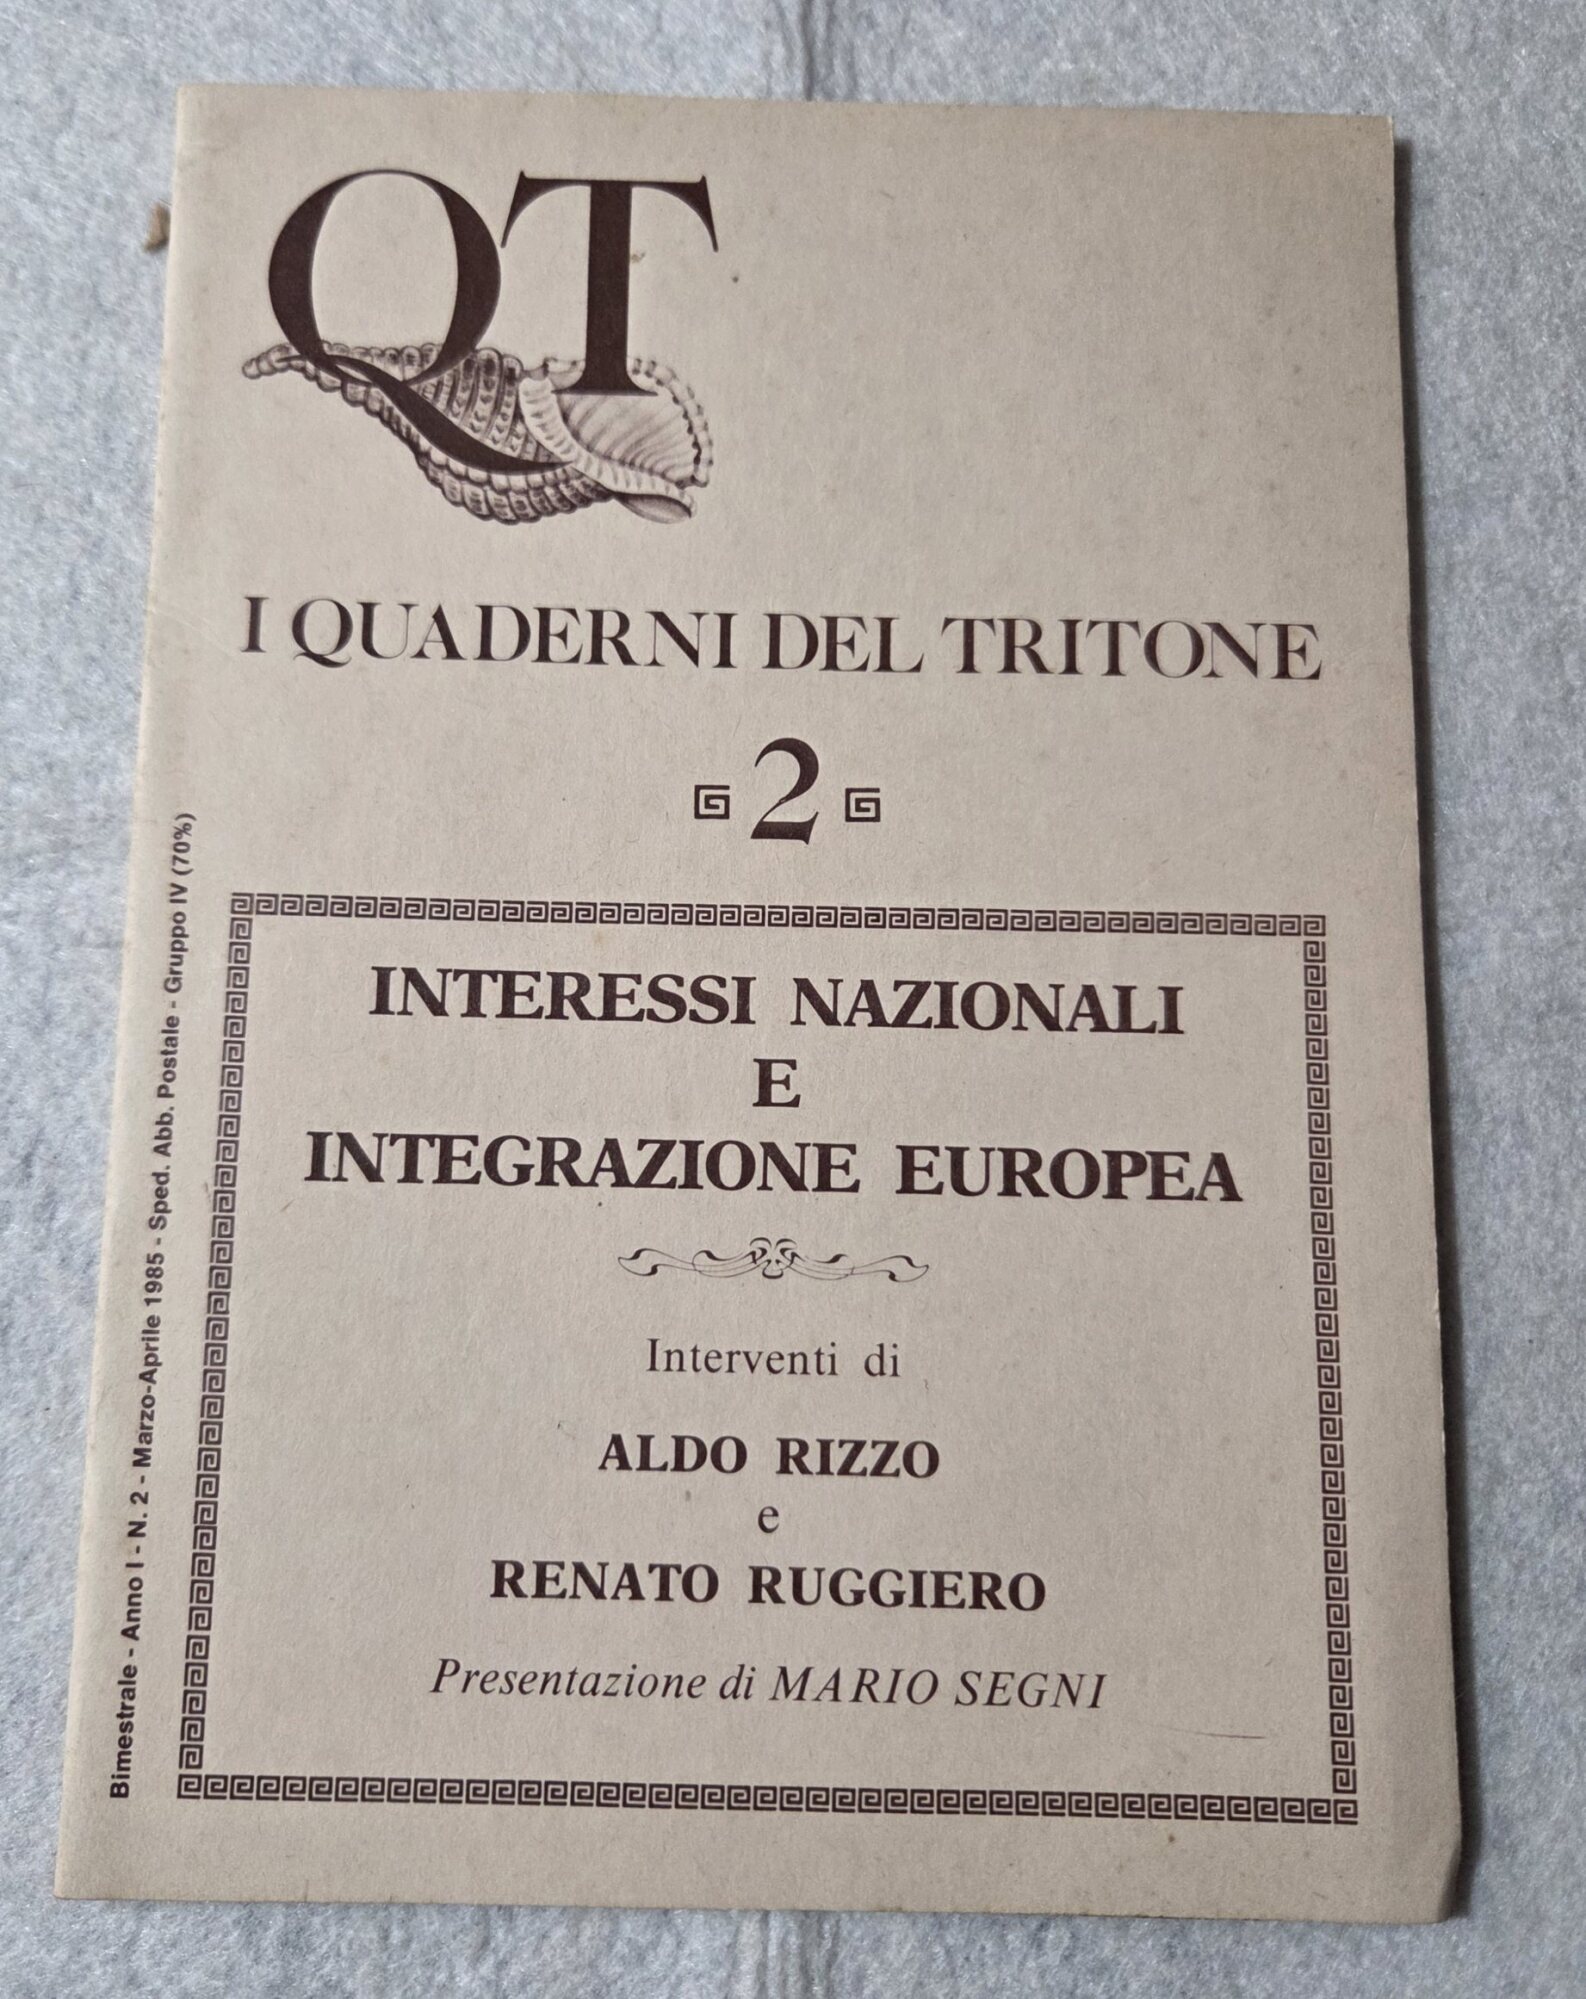 QT
I QUADERNI DEL TRITONE
2
INTERESSI NAZIONALI
E
INTEGRAZIONE EUROPEA
Interventi di
ALDO RIZZO
e
RENATO RUGGIERO
Presentazione di MARIO SEGNI
Bimestrale - Anno I - N. 2 - Marzo-Aprile 1985 - Sped. Abb. Postale - Gruppo IV (70%)